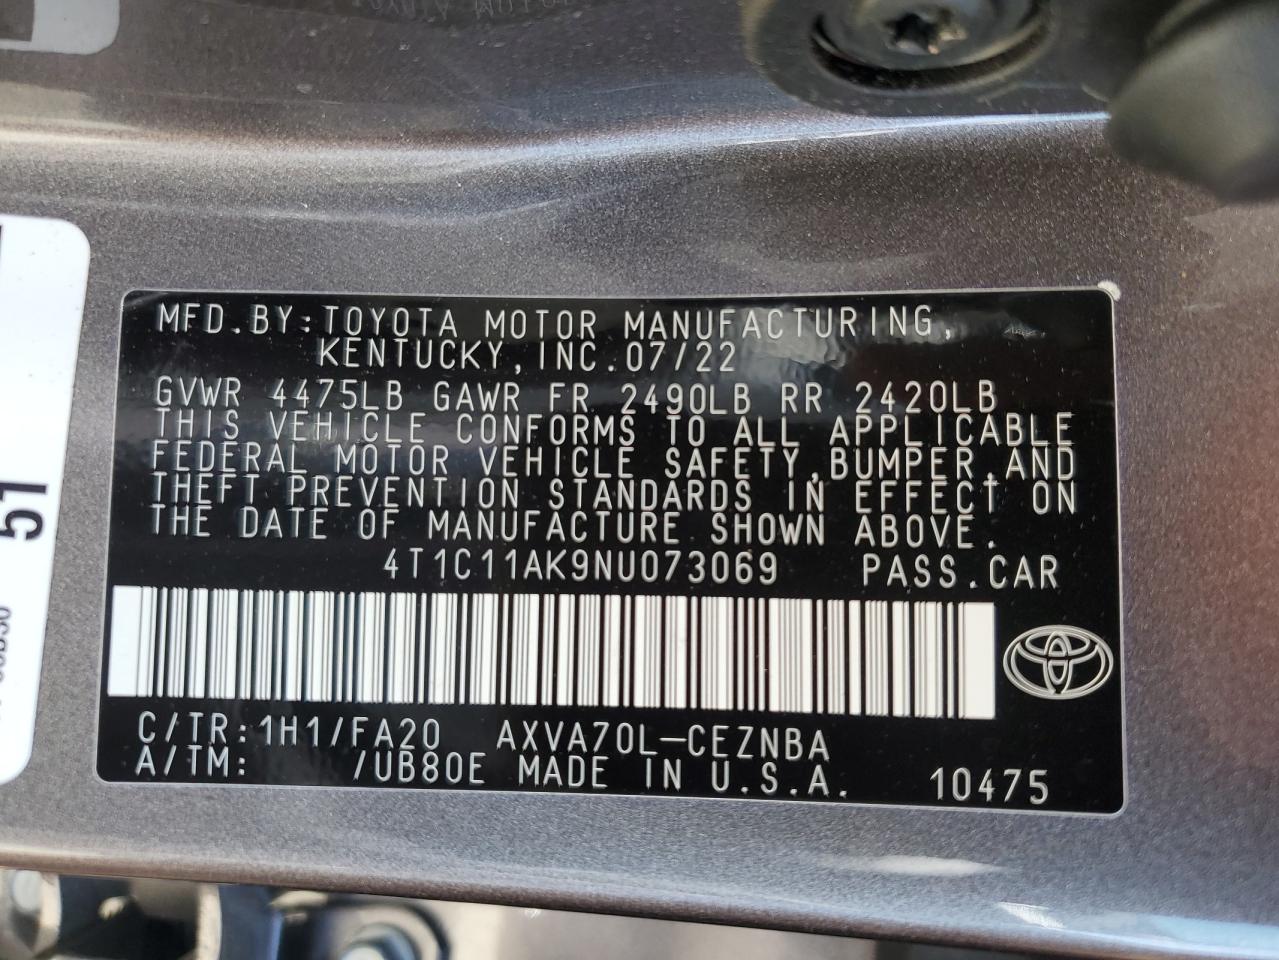 MFD.BY:TOYOTA MOTOR MANUFACTURING,
KENTUCKY,INC.07/22
GVWR 4475LB GAWR FR 2490LB RR 2420LB
THIS VEHICLE CONFORMS TO ALL APPLICABLE
FEDERAL MOTOR VEHICLE SAFETY,BUMPER,AND
THEFT PREVENTION STANDARDS IN EFFECT ON
THE DATE OF MANUFACTURE SHOWN ABOVE.
4T1C11AK9NU073069 PASS.CAR
C/TR:1H1/FA20 AXVA70L-CEZNBA
A/TM: /UB80E MADE IN U.S.A. 10475
51